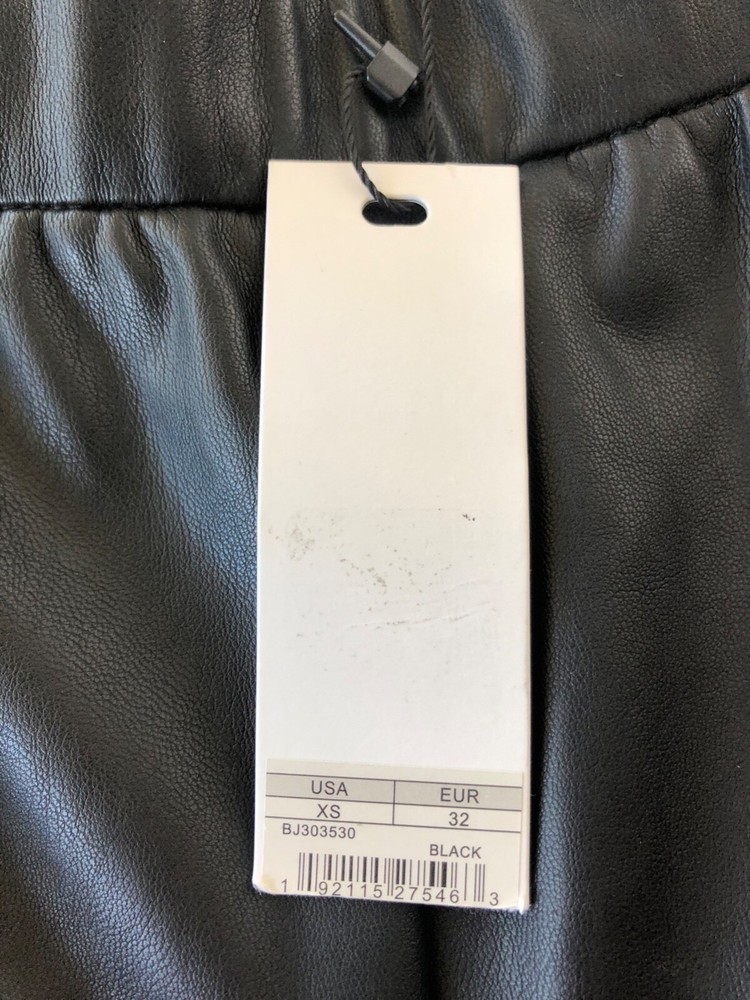 USA EUR
XS 32
BJ303530
BLACK
1 92115 27546 3